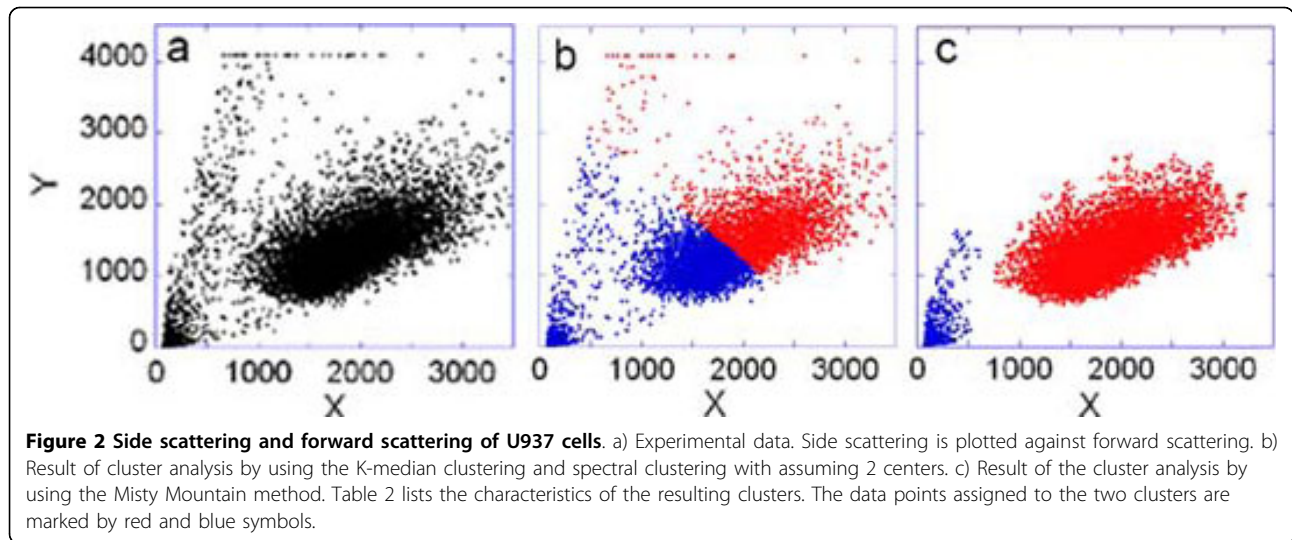 a b c
4000
3000
2000
1000
0
Y
0 1000 2000 3000 0 1000 2000 3000 0 1000 2000 3000
X X X
Figure 2 Side scattering and forward scattering of U937 cells. a) Experimental data. Side scattering is plotted against forward scattering. b)
Result of cluster analysis by using the K-median clustering and spectral clustering with assuming 2 centers. c) Result of the cluster analysis by
using the Misty Mountain method. Table 2 lists the characteristics of the resulting clusters. The data points assigned to the two clusters are
marked by red and blue symbols.